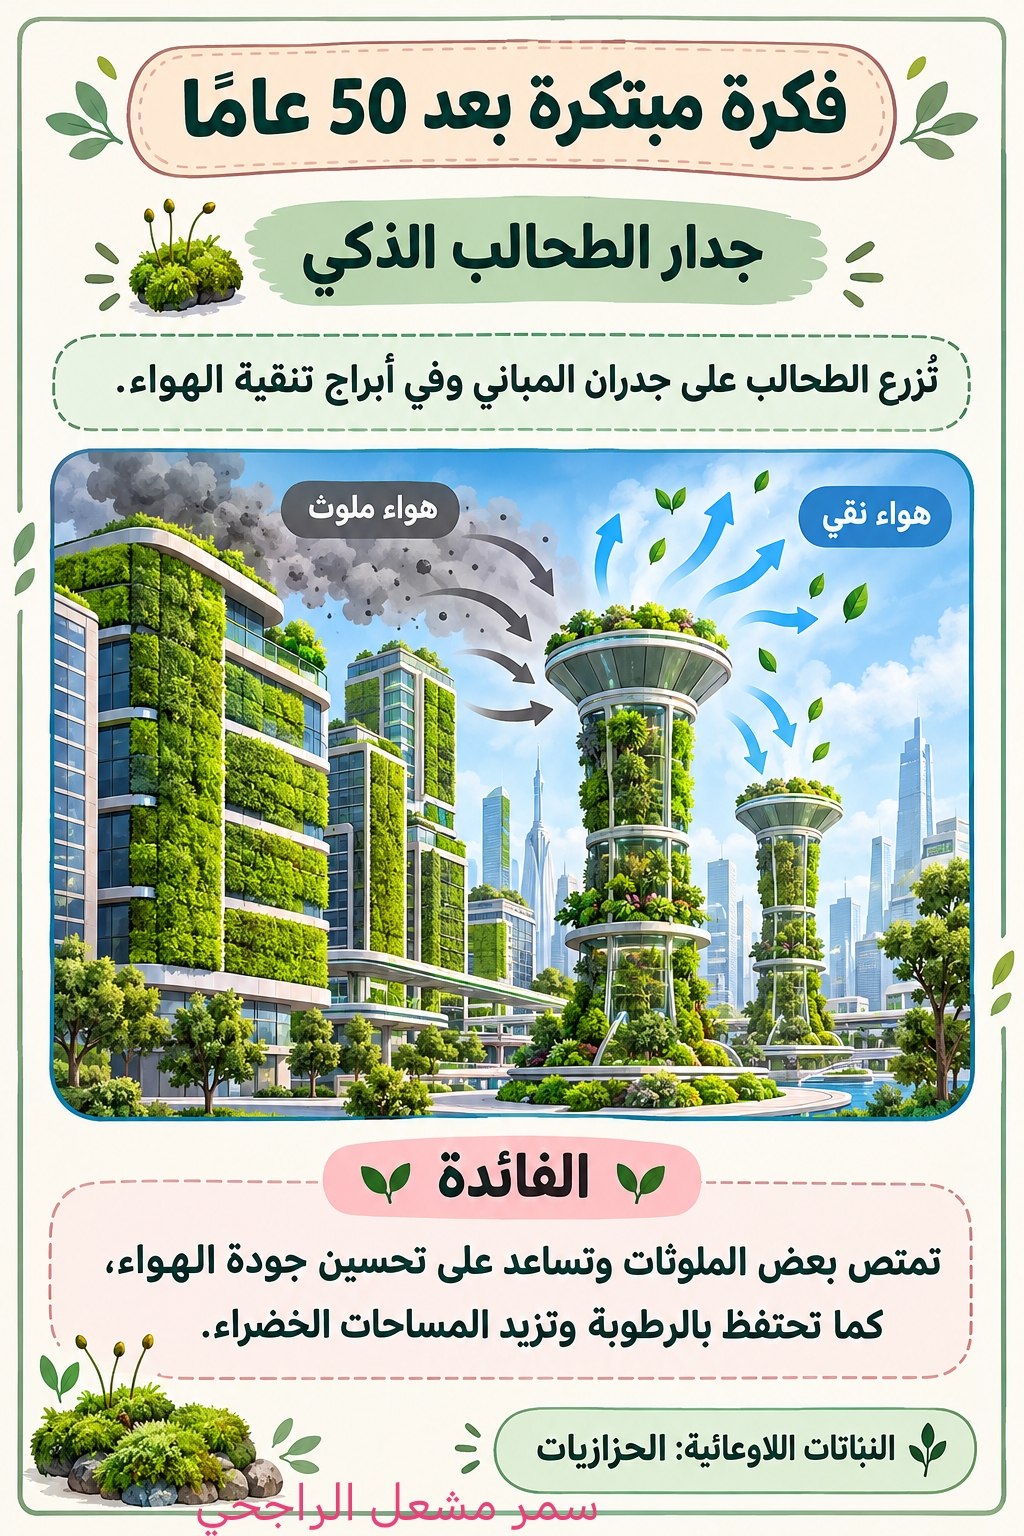 فكرة مبتكرة بعد 50 عامًا
جدار الطحالب الذكي
تُزرع الطحالب على جدران المباني وفي أبراج تنقية الهواء.
هواء ملوث
هواء نقي
الفائدة
تمتص بعض الملوثات وتساعد على تحسين جودة الهواء،
كما تحتفظ بالرطوبة وتزيد المساحات الخضراء.
النباتات اللاوعائية: الحزازيات
سمر مشعل الراجحي